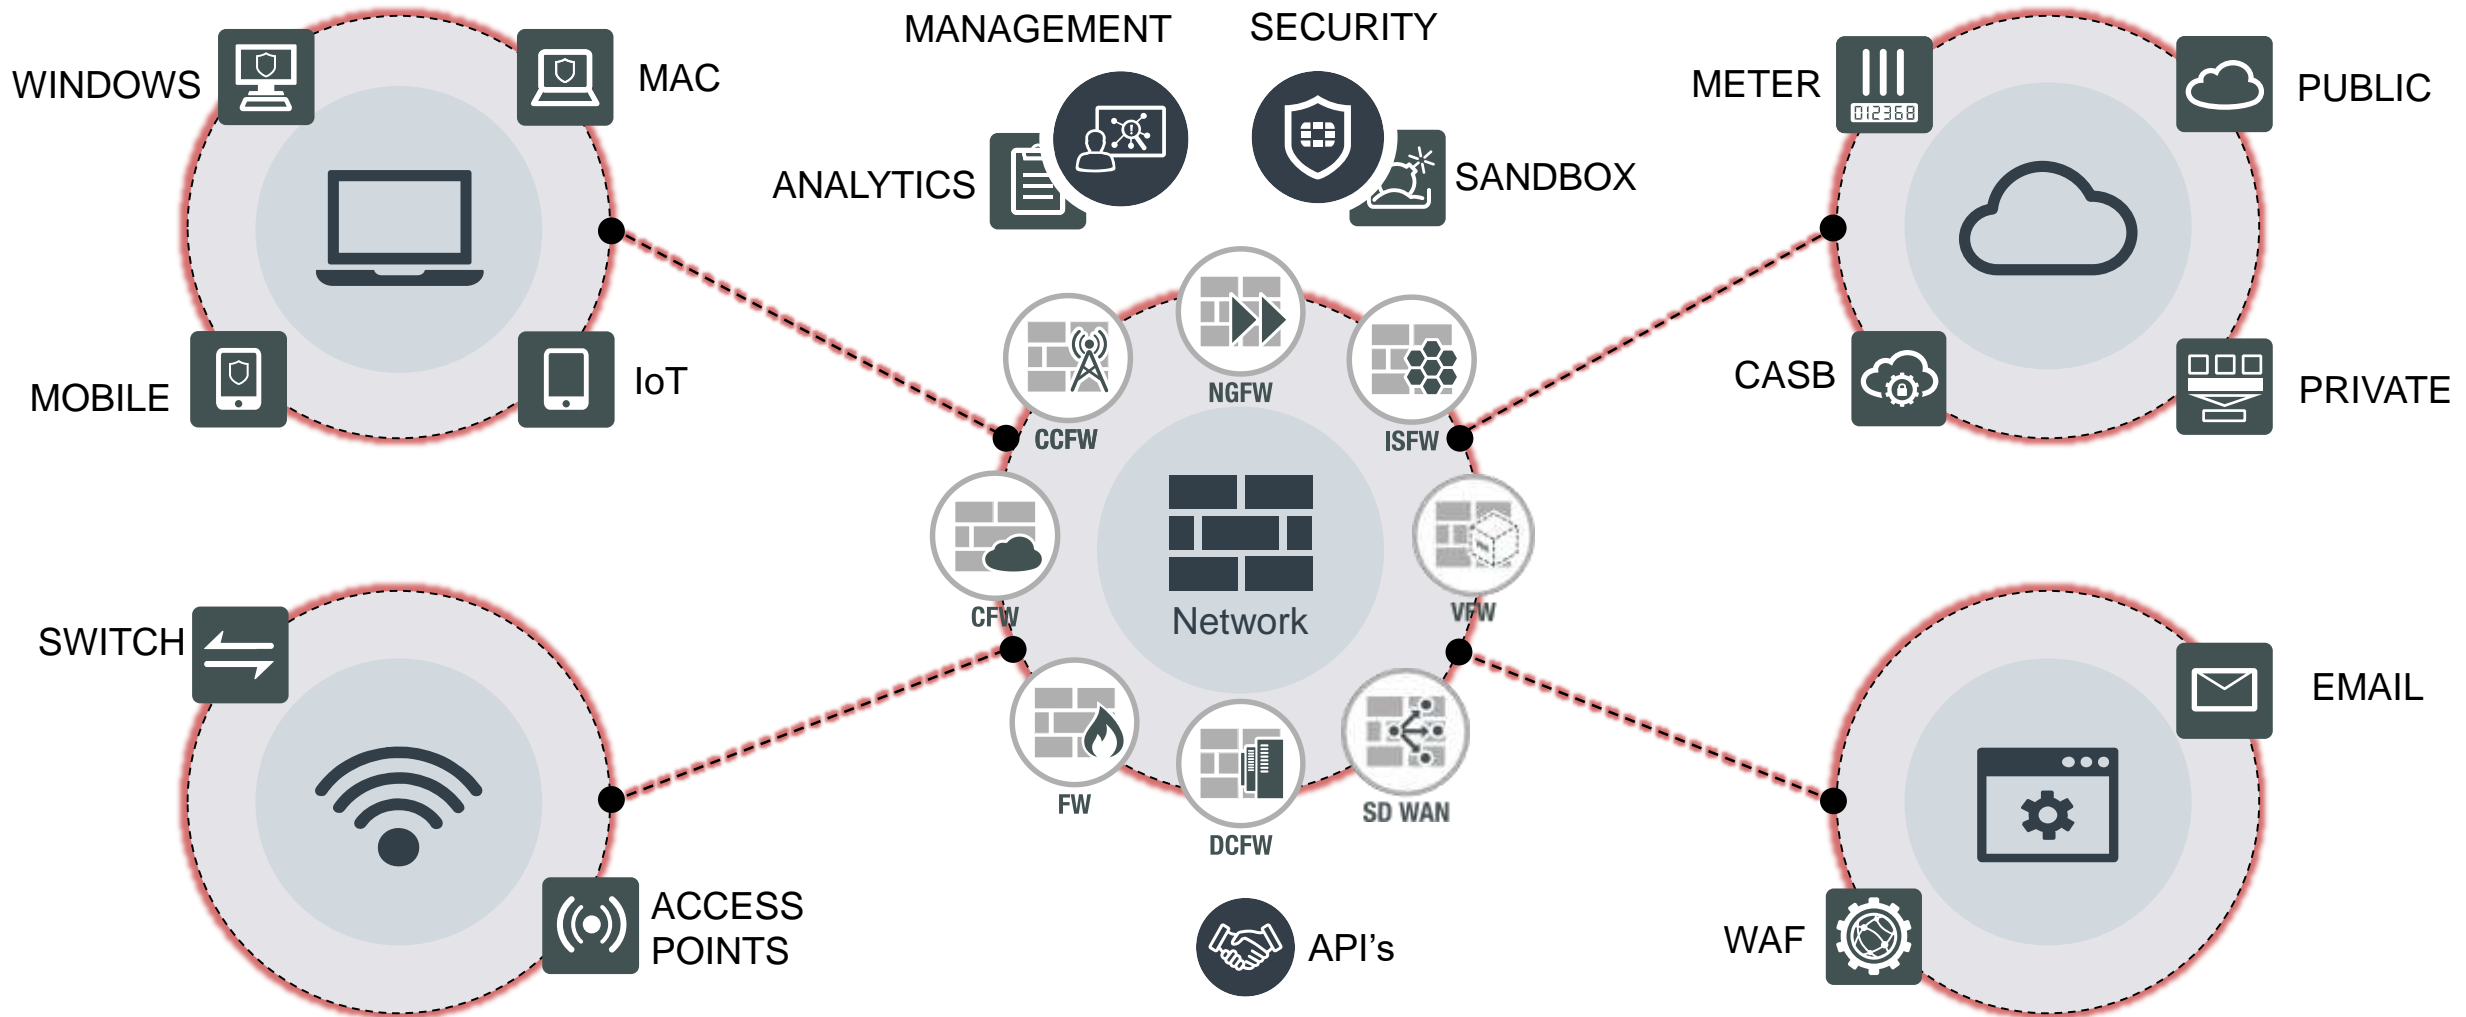 MANAGEMENT
SECURITY
WINDOWS
MAC
METER
012368
PUBLIC
ANALYTICS
SANDBOX
MOBILE
IoT
CASB
PRIVATE
NGFW
CCFW
ISFW
CFW
VFW
Network
SWITCH
ACCESS
POINTS
FW
DCFW
SD WAN
EMAIL
WAF
API’s